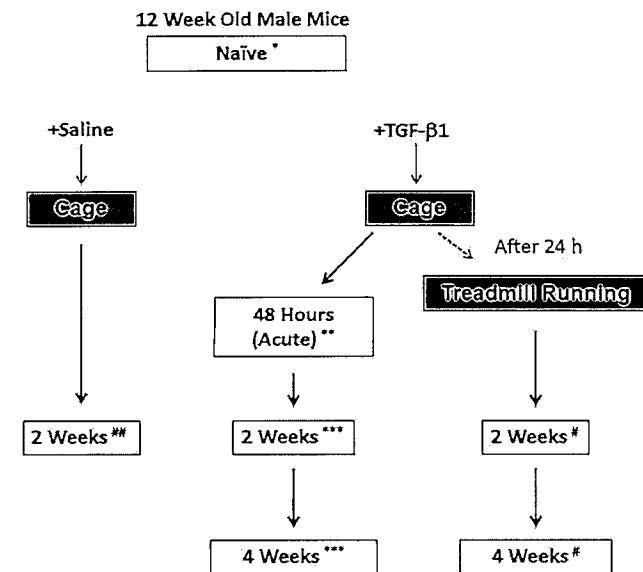 12 Week Old Male Mice
Naïve *
+Saline
+TGF-β1
Cage
Cage
After 24 h
Treadmill Running
48 Hours
(Acute) **
2 Weeks ##
2 Weeks ***
2 Weeks #
4 Weeks ***
4 Weeks #